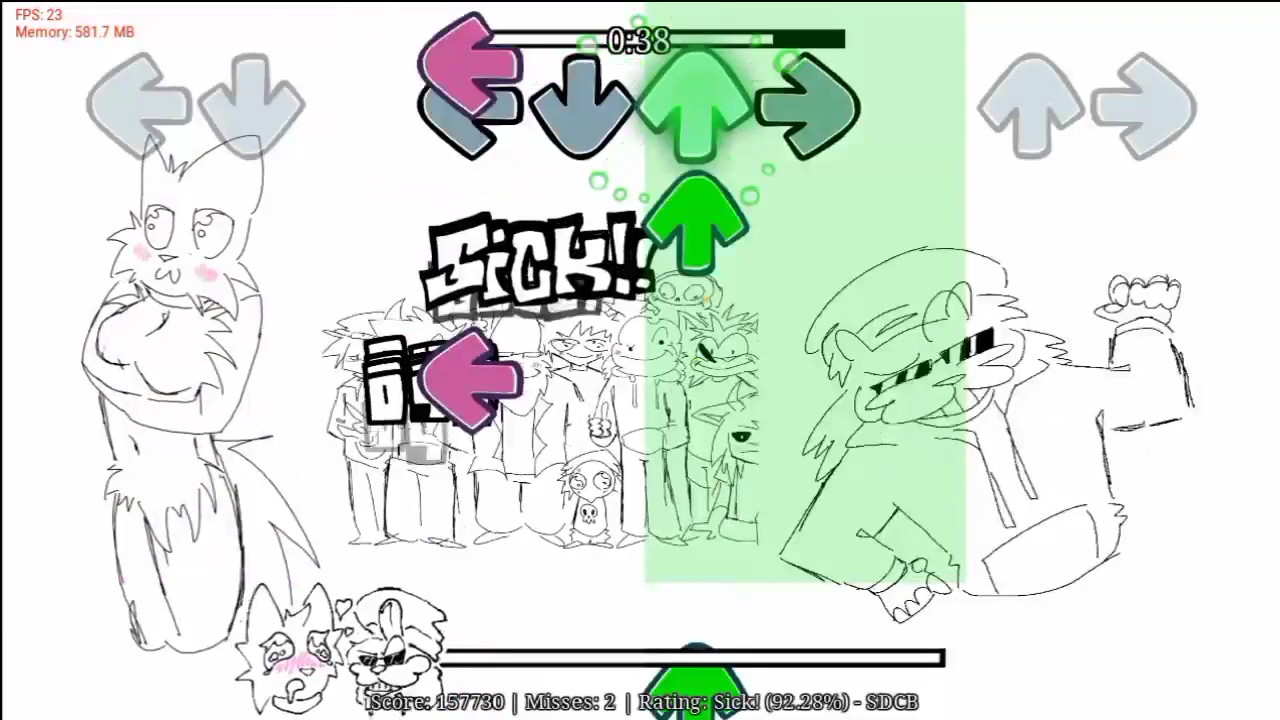 FPS: 23
Memory: 581.7 MB
0:38
SiCK!!
Score: 157730 | Misses: 2 | Rating: Sick! (92.28%) - SDCB